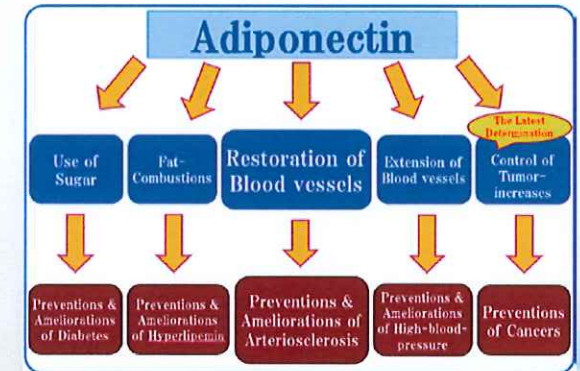 Adiponectin
The Latest
Determination
Use of
Sugar
Fat-
Combustions
Restoration of
Blood vessels
Extension of
Blood vessels
Control of
Tumor-
increases
Preventions &
Ameliorations
of Diabetes
Preventions &
Ameliorations
of Hyperlipemia
Preventions &
Ameliorations of
Arteriosclerosis
Preventions &
Ameliorations
of High-blood-
pressure
Preventions
of Cancers